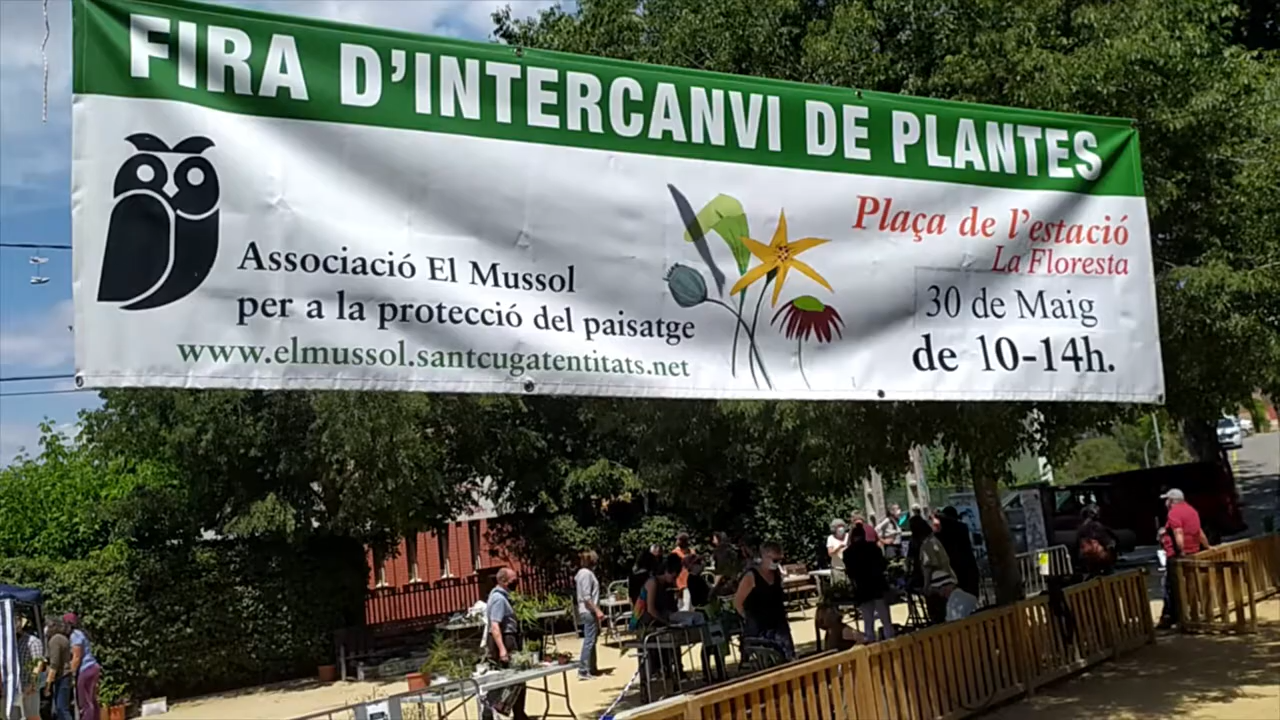 FIRA D'INTERCANVI DE PLANTES
Associació El Mussol
per a la protecció del paisatge
www.elmussol.santcugatentitats.net
Plaça de l'estació
La Floresta
30 de Maig
de 10-14h.